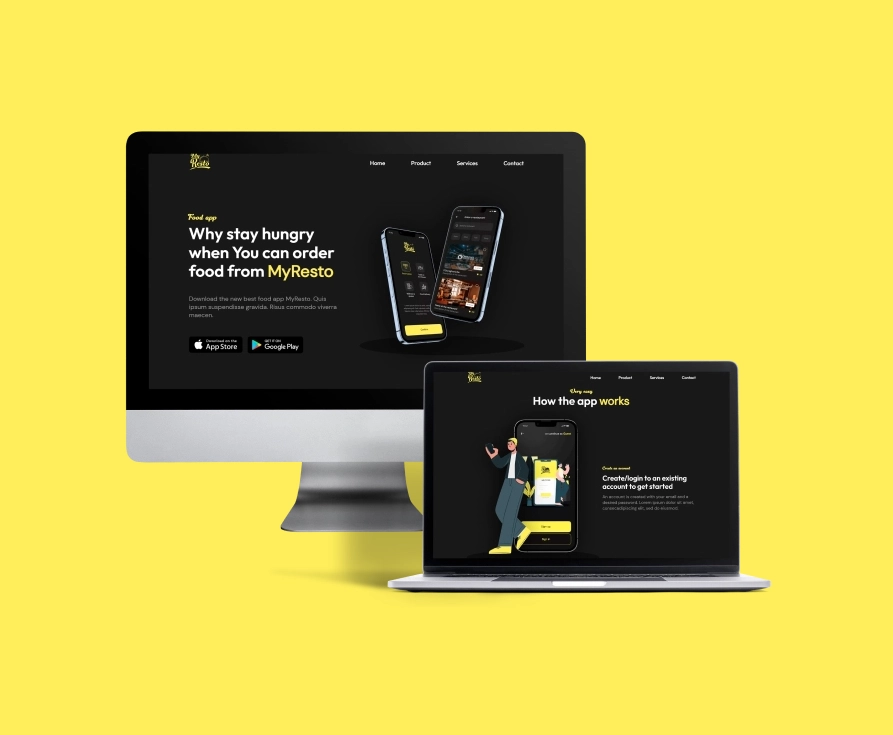 My
Resto
Home
Product
Services
Contact
Food app
Why stay hungry
when You can order
food from MyResto
Download the new best food app MyResto. Quis
ipsum suspendisse gravida. Risus commodo viverra
maecen.
Download on the
App Store
GET IT ON
Google Play
My
Resto
Home
Product
Services
Contact
Very easy
How the app works
Create an account
Create/login to an existing
account to get started
An account is created with your email and a
desired password. Lorem ipsum dolor sit amet,
consectadipiscing elit, sed do eiusmod.
Sign up
Sign in